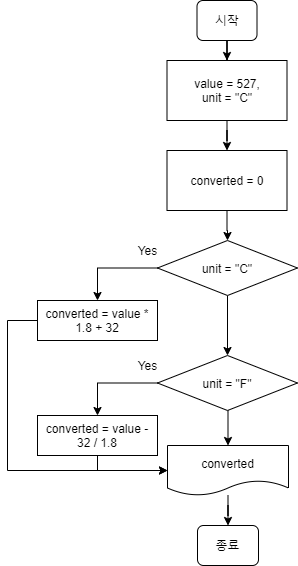 시작
value = 527,
unit = "C"
converted = 0
Yes
unit = "C"
converted = value *
1.8 + 32
Yes
unit = "F"
converted = value -
32 / 1.8
converted
종료